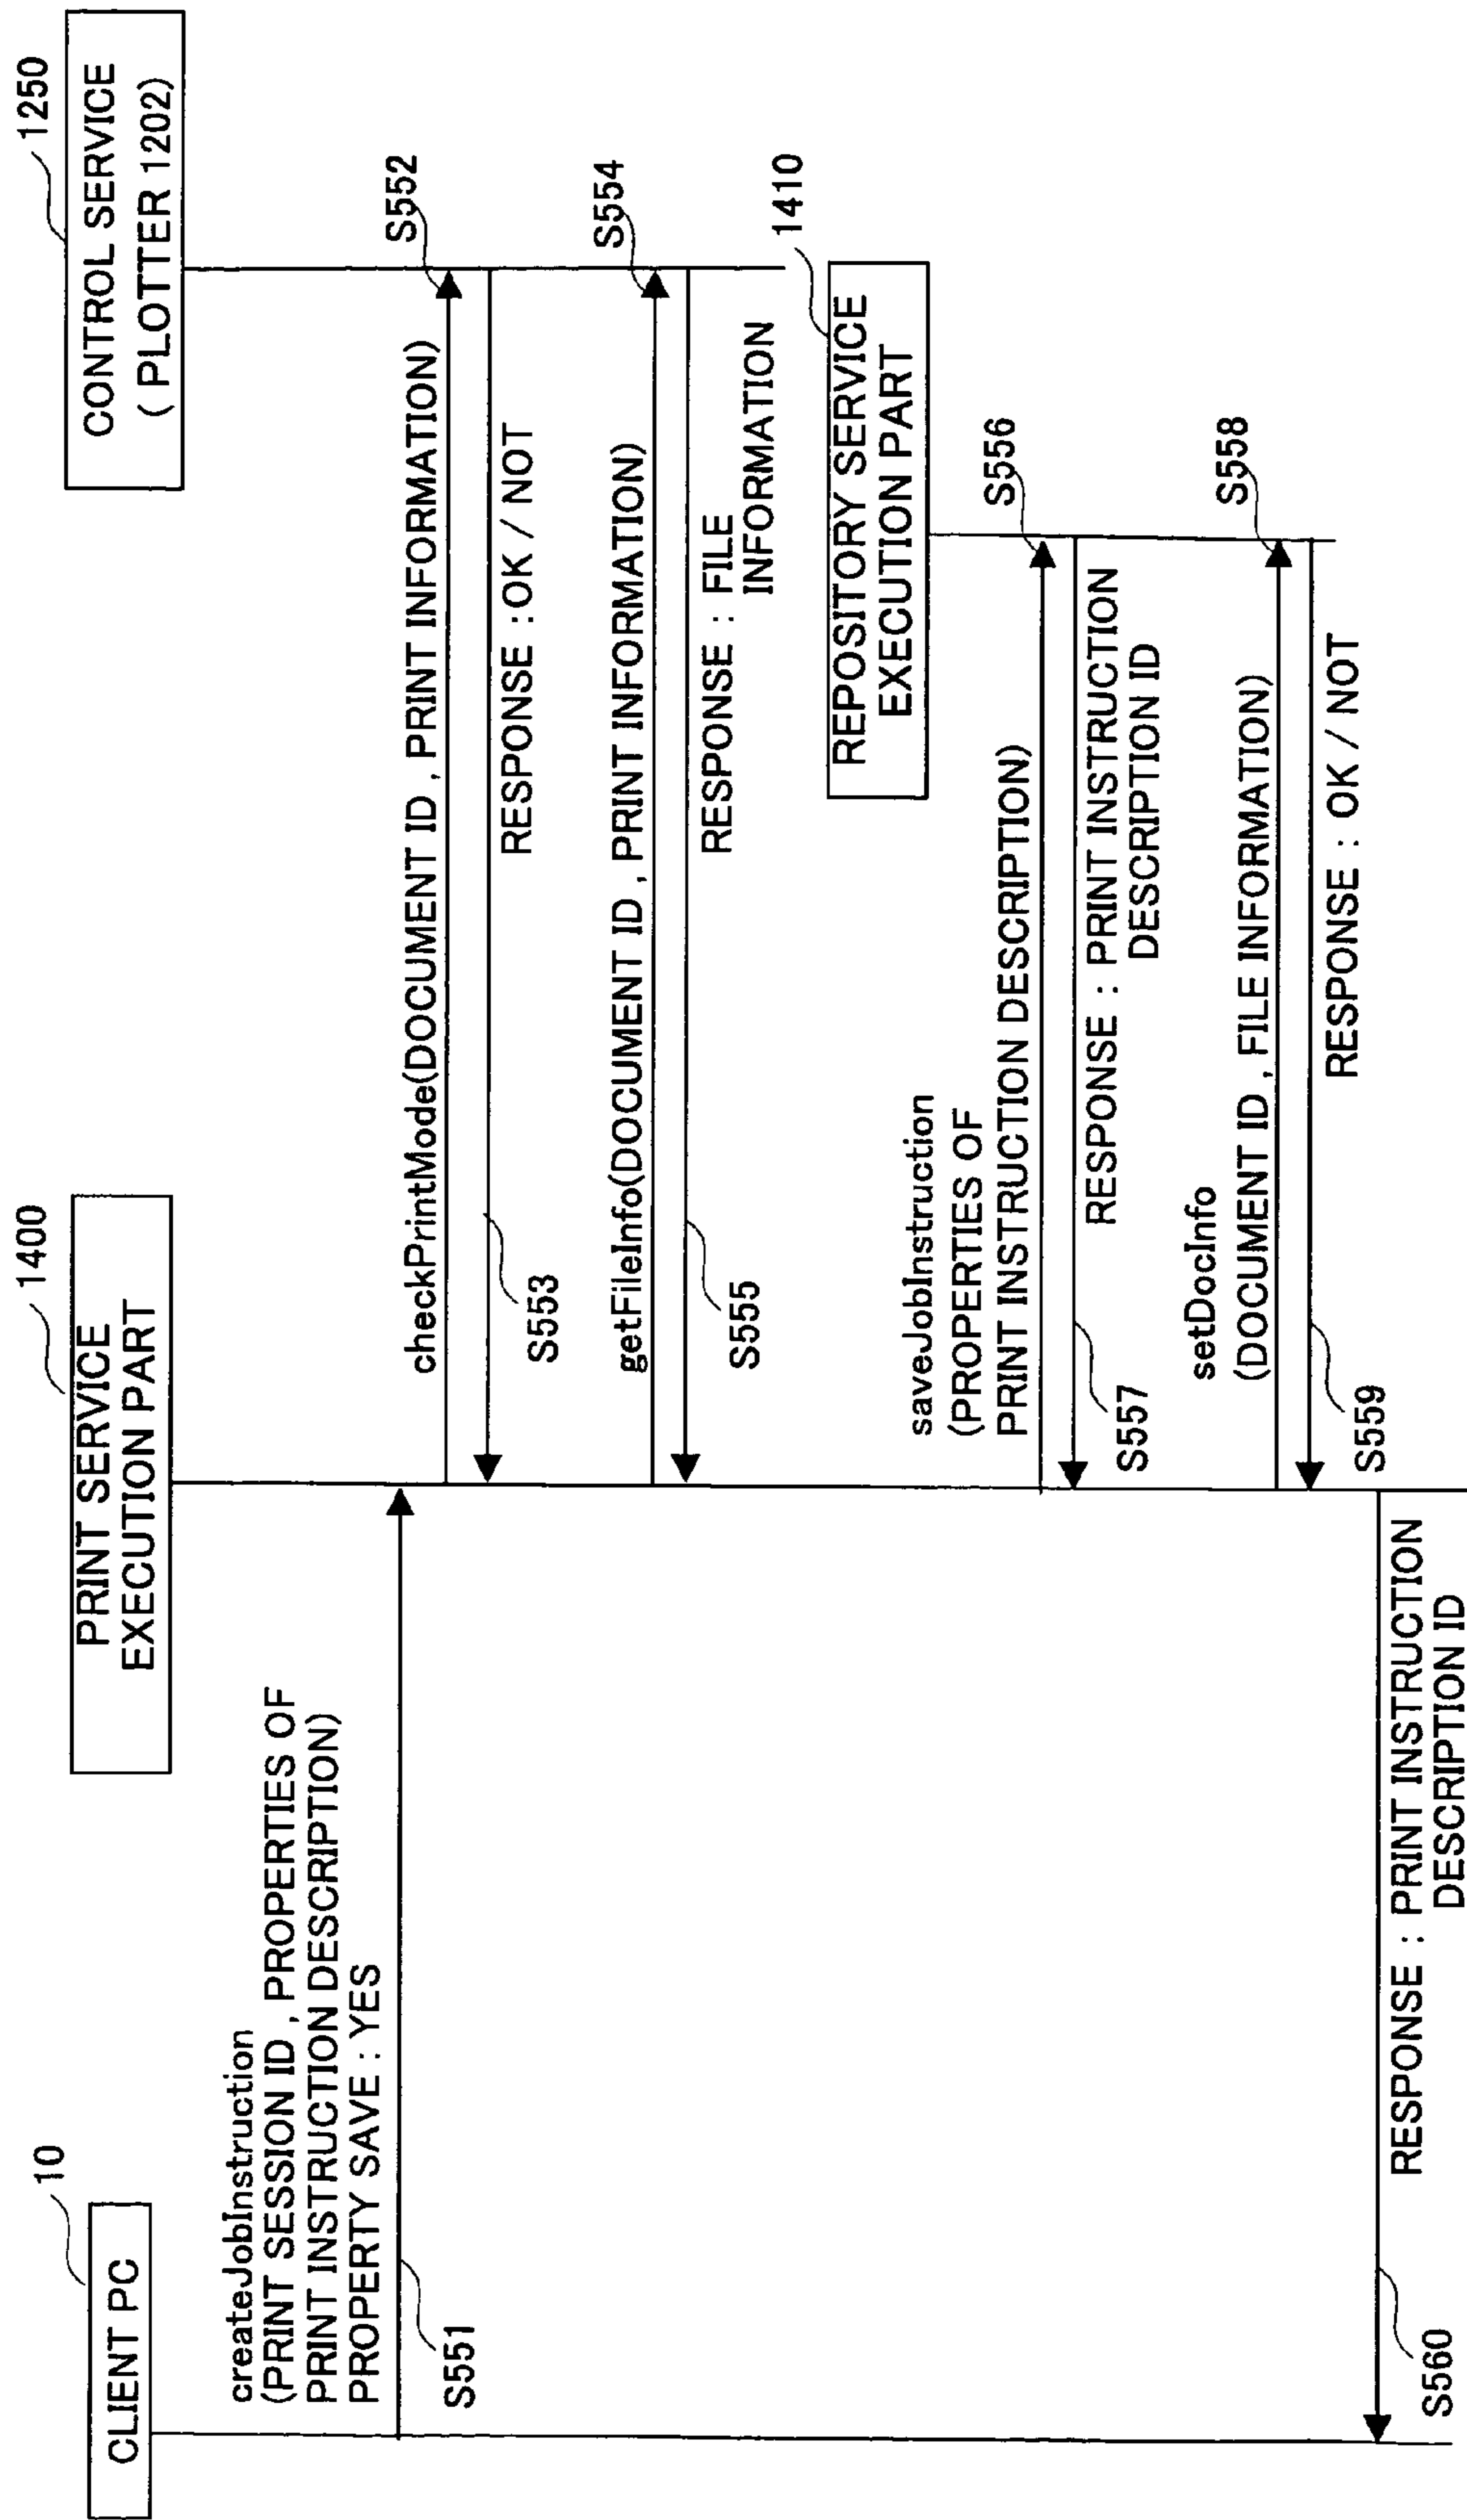 10
CLIENT PC
1400
PRINT SERVICE
EXECUTION PART
1250
CONTROL SERVICE
( PLOTTER 1202)
createJobInstruction
(PRINT SESSION ID , PROPERTIES OF
PRINT INSTRUCTION DESCRIPTION)
PROPERTY SAVE : YES
S551
checkPrintMode(DOCUMENT ID , PRINT INFORMATION)
S552
RESPONSE :OK / NOT
S553
getFileInfo(DOCUMENT ID , PRINT INFORMATION)
S554
RESPONSE : FILE
INFORMATION
S555
1410
REPOSITORY SERVICE
EXECUTION PART
saveJobInstruction
(PROPERTIES OF
PRINT INSTRUCTION DESCRIPTION)
S556
RESPONSE : PRINT INSTRUCTION
DESCRIPTION ID
S557
setDocInfo
(DOCUMENT ID , FILE INFORMATION)
S558
RESPONSE : OK / NOT
S559
RESPONSE : PRINT INSTRUCTION
DESCRIPTION ID
S560